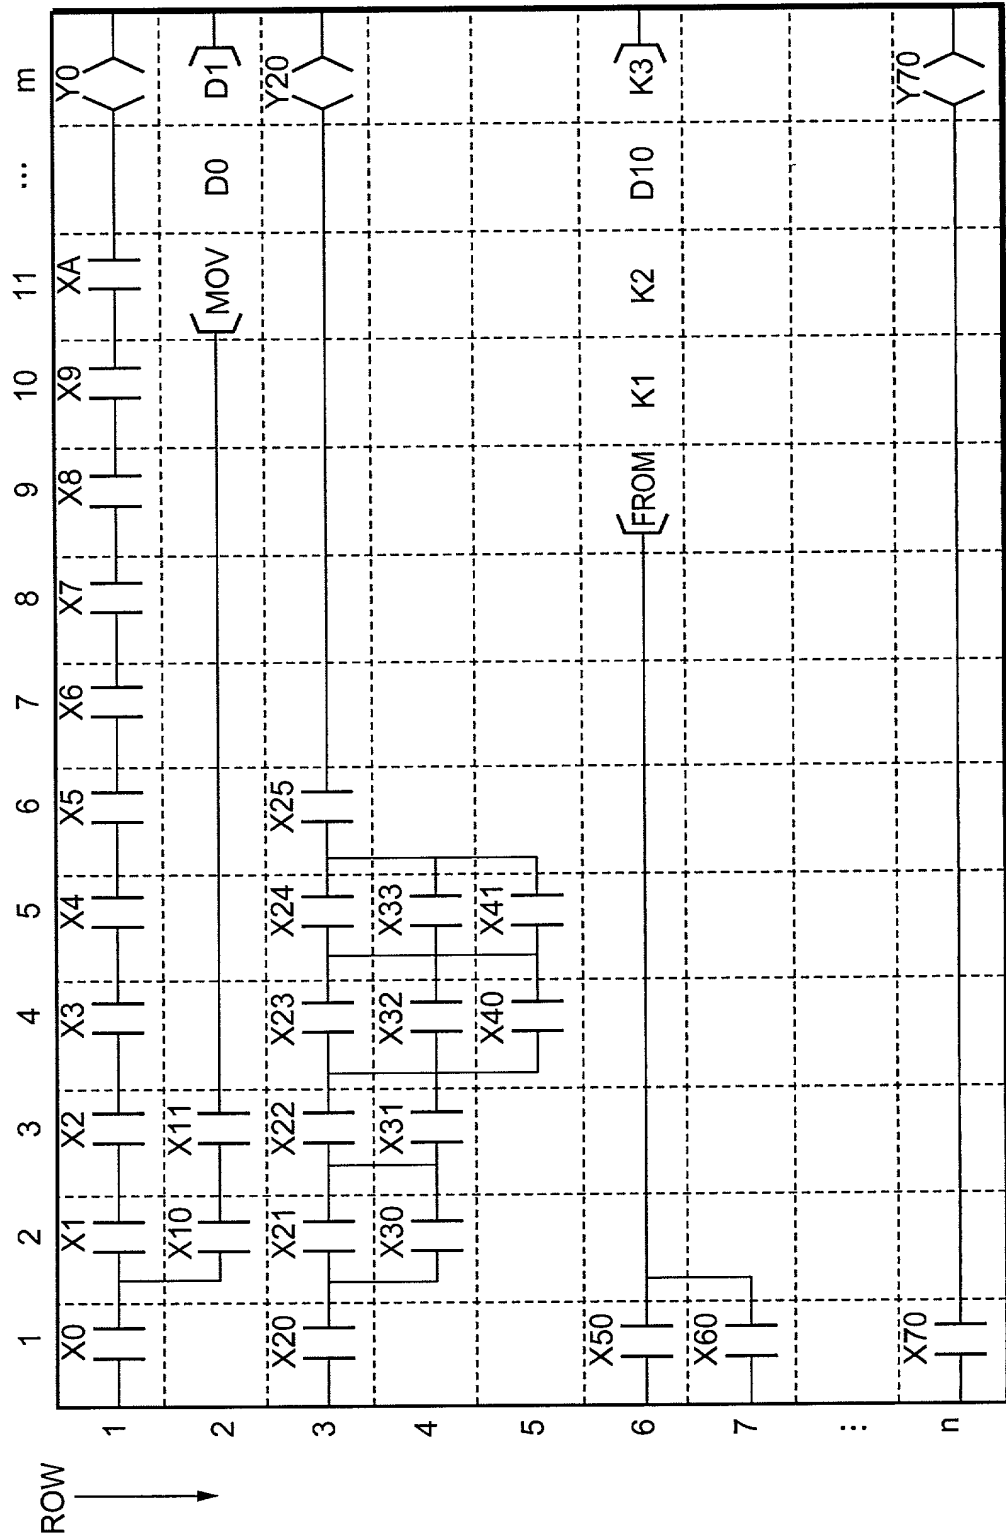 1 2 3 4 5 6 7 8 9 10 11 ... m
ROW
1 X0 X1 X2 X3 X4 X5 X6 X7 X8 X9 XA Y0
2 X10 X11 MOV D0 D1
3 X20 X21 X22 X23 X24 X25 Y20
4 X30 X31 X32 X33
5 X40 X41
6 X50 FROM K1 K2 D10 K3
7 X60
...
n X70 Y70